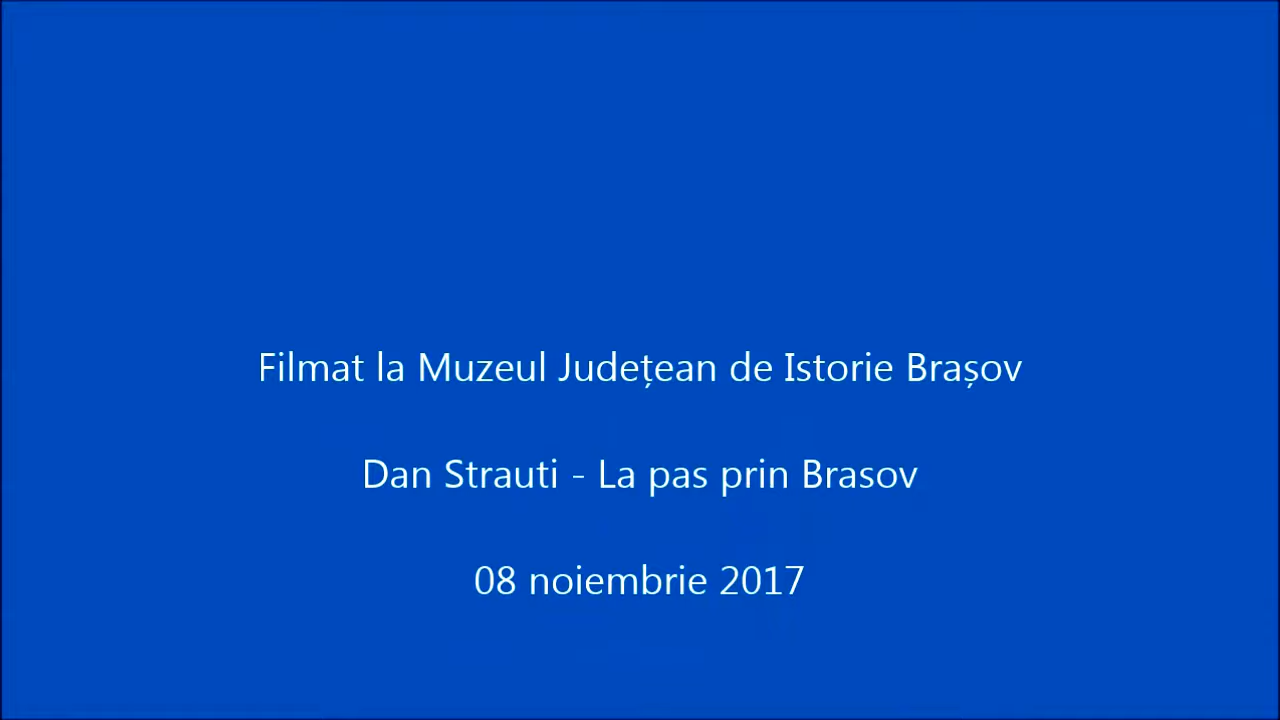 Filmat la Muzeul Județean de Istorie Brașov
Dan Strauti - La pas prin Brasov
08 noiembrie 2017